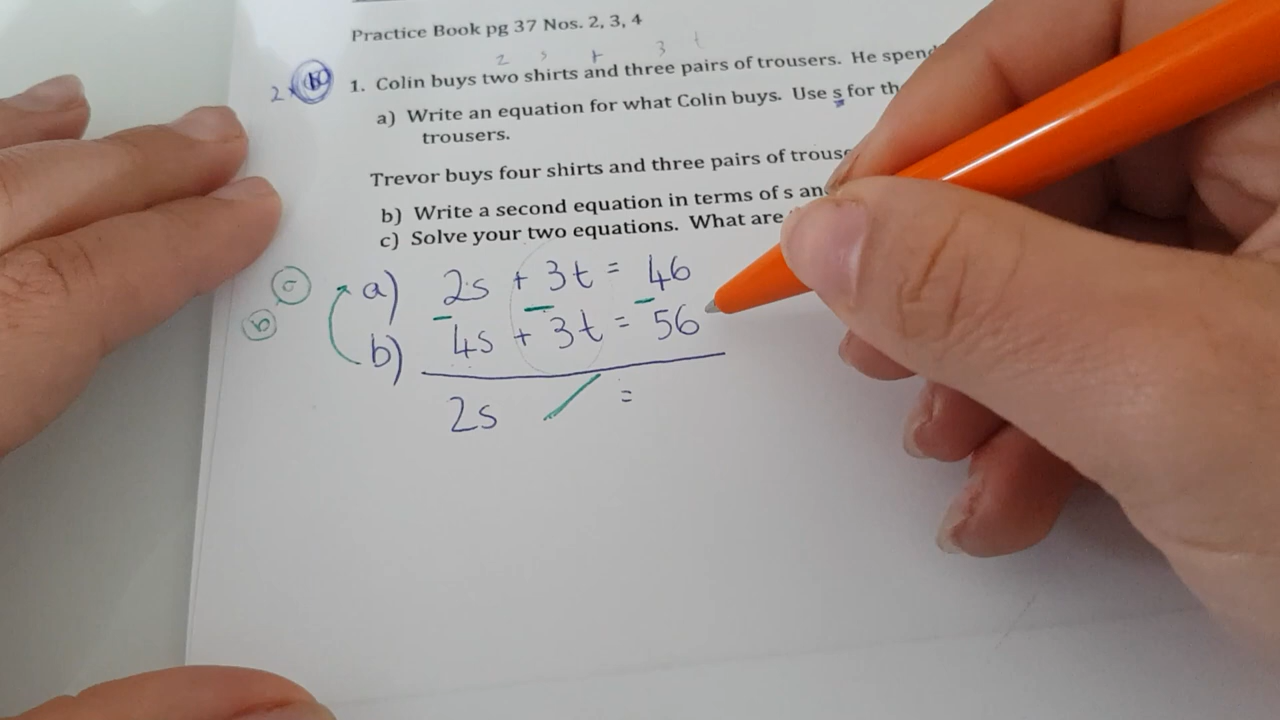 Practice Book pg 37 Nos. 2, 3, 4
2 s + 3 t
1. Colin buys two shirts and three pairs of trousers. He spend
a) Write an equation for what Colin buys. Use s for th
trousers.
Trevor buys four shirts and three pairs of trous
b) Write a second equation in terms of s an
c) Solve your two equations. What are
c
a) 2s + 3t = 46
b
b) 4s + 3t = 56
2s =